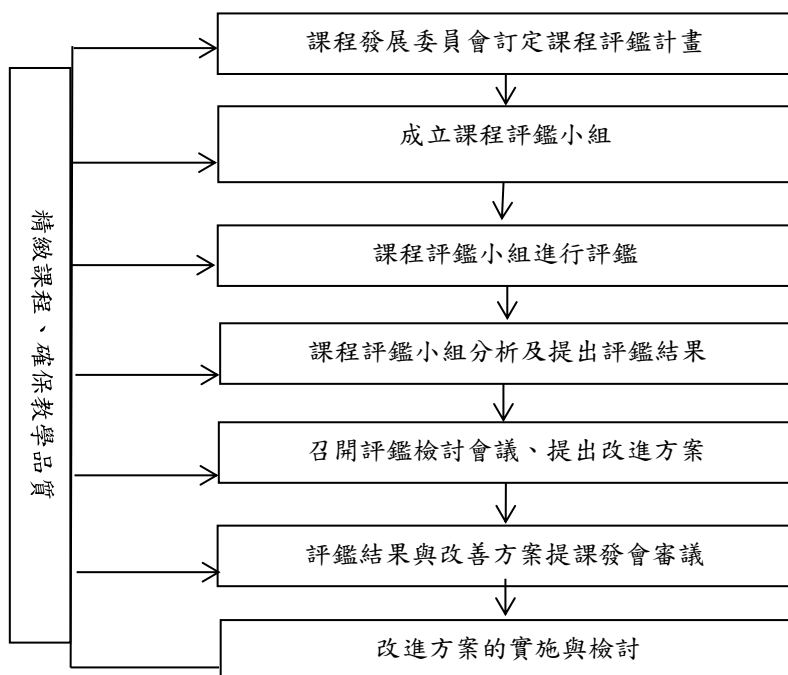 課程發展委員會訂定課程評鑑計畫
成立課程評鑑小組
課程評鑑小組進行評鑑
課程評鑑小組分析及提出評鑑結果
召開評鑑檢討會議、提出改進方案
評鑑結果與改善方案提課發會審議
改進方案的實施與檢討
精緻課程、確保教學品質